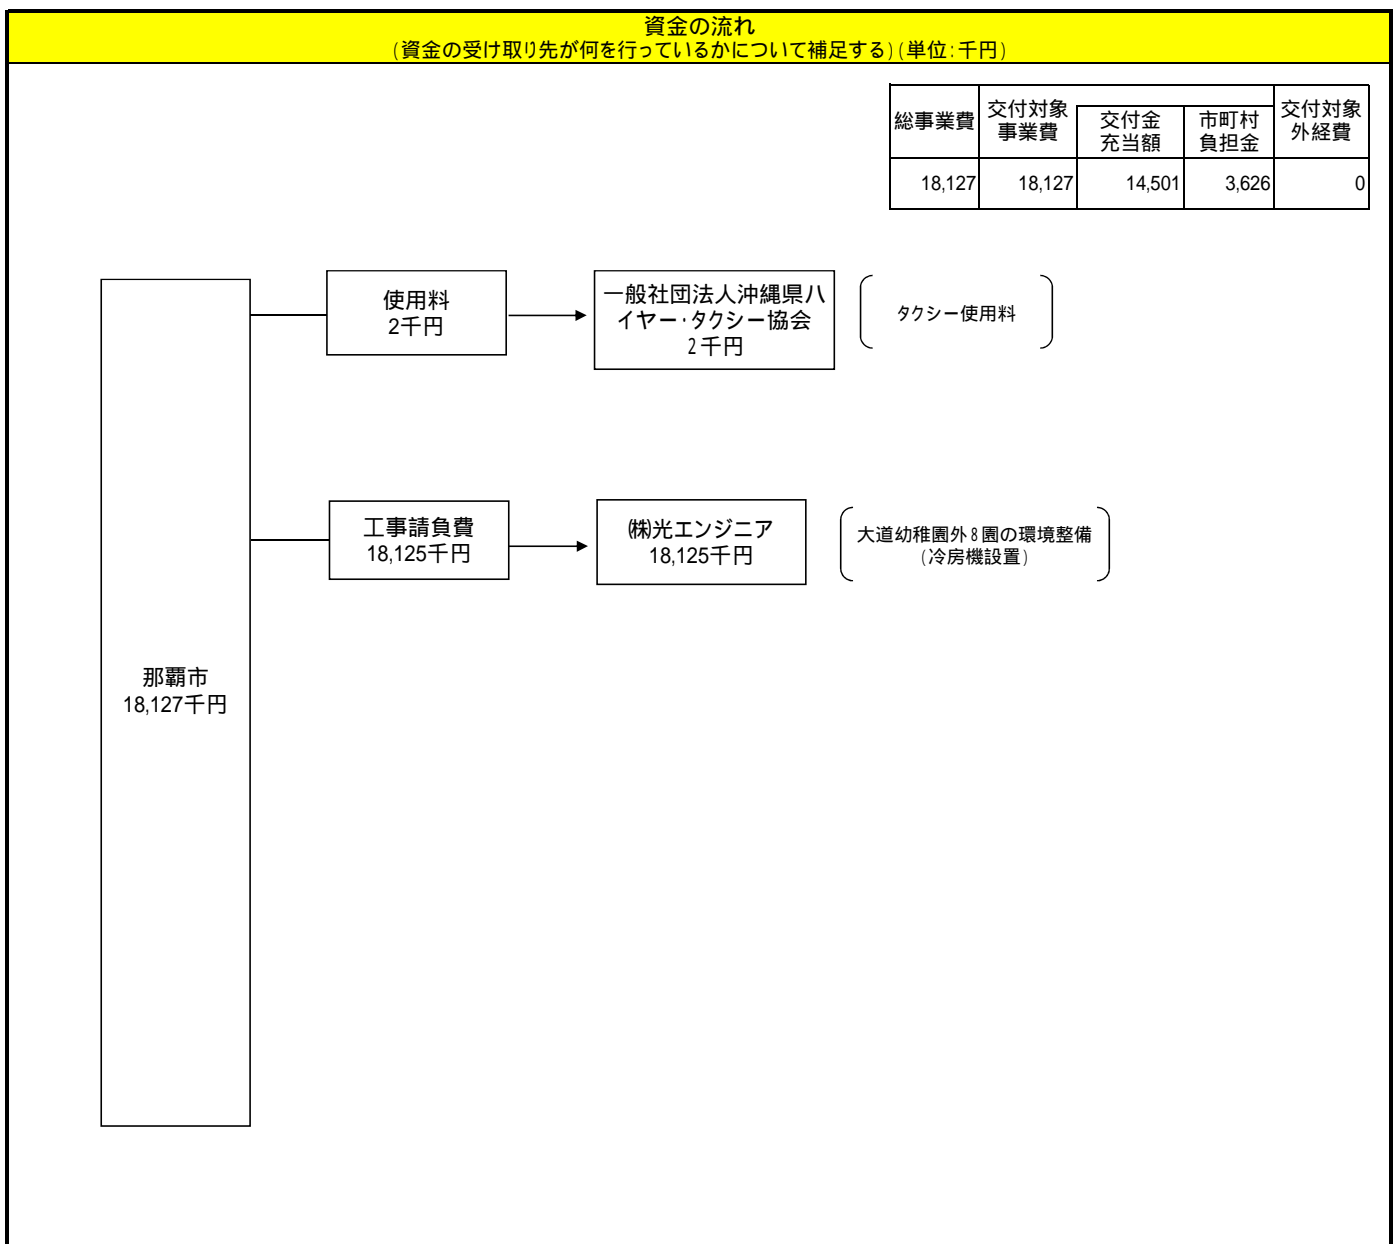 資金の流れ
(資金の受け取り先が何を行っているかについて補足する)(単位:千円)
総事業費
交付対象
事業費
交付金
充当額
市町村
負担金
交付対象
外経費
18,127 18,127 14,501 3,626 0
使用料
2千円
一般社団法人沖縄県ハ
イヤー・タクシー協会
2千円
タクシー使用料
工事請負費
18,125千円
㈱光エンジニア
18,125千円
大道幼稚園外8園の環境整備
(冷房機設置)
那覇市
18,127千円